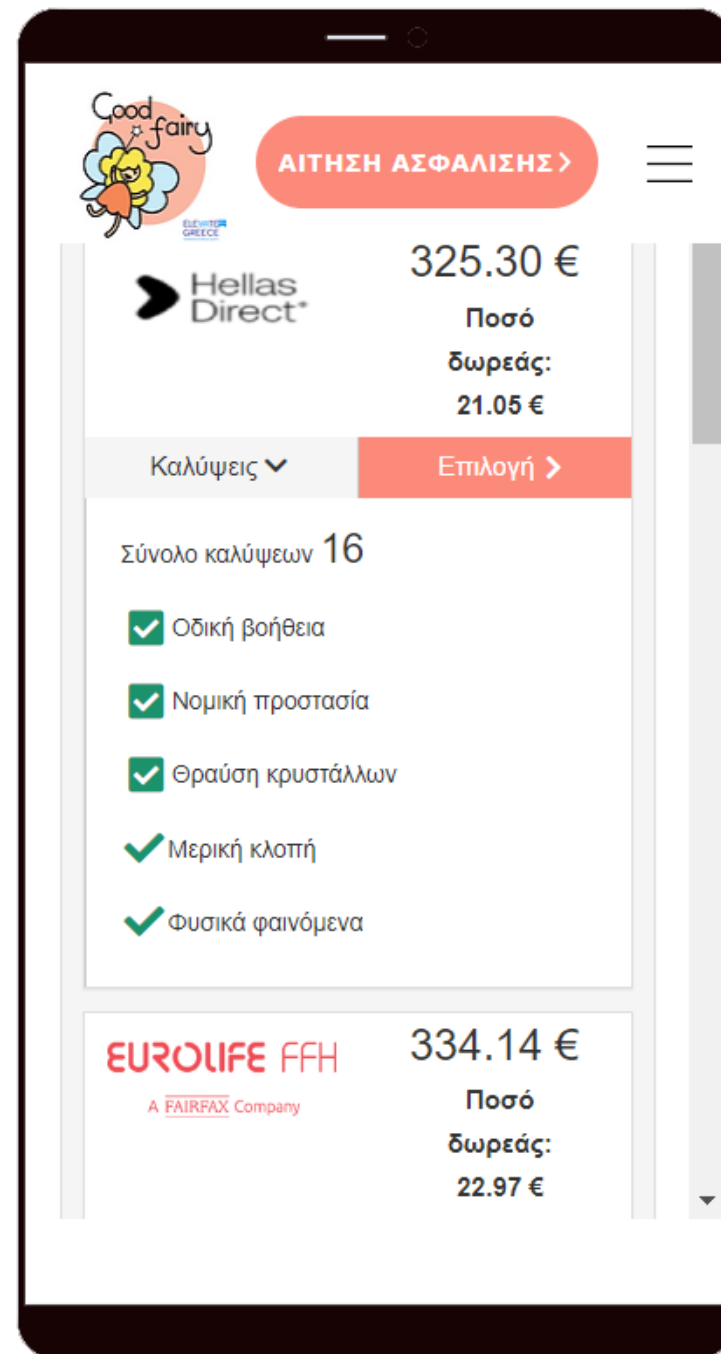 Good fairy
ELEVATE GREECE
ΑΙΤΗΣΗ ΑΣΦΑΛΙΣΗΣ
325.30 €
Hellas Direct
Ποσό
δωρεάς:
21.05 €
Καλύψεις
Επιλογή
Σύνολο καλύψεων 16
Οδική βοήθεια
Νομική προστασία
Θραύση κρυστάλλων
Μερική κλοπή
Φυσικά φαινόμενα
EUROLIFE FFH
A FAIRFAX Company
334.14 €
Ποσό
δωρεάς:
22.97 €